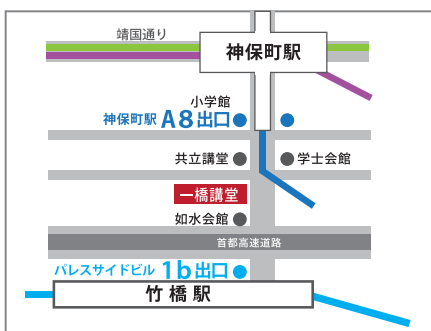 靖国通り
神保町駅
小学館
神保町駅 A8出口
共立講堂
学士会館
一橋講堂
如水会館
首都高速道路
パレスサイドビル 1b出口
竹橋駅